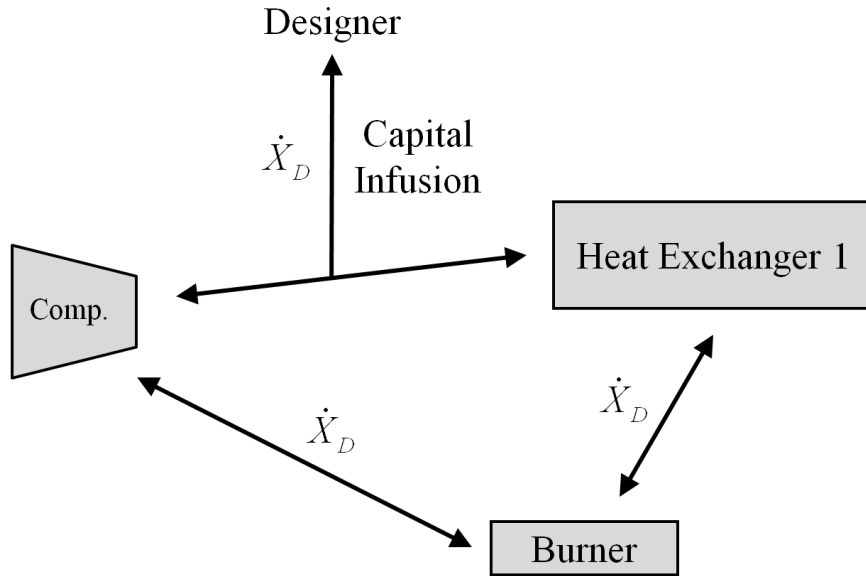 Designer
Ẋ_D
Capital
Infusion
Heat Exchanger 1
Comp.
Ẋ_D
Ẋ_D
Burner